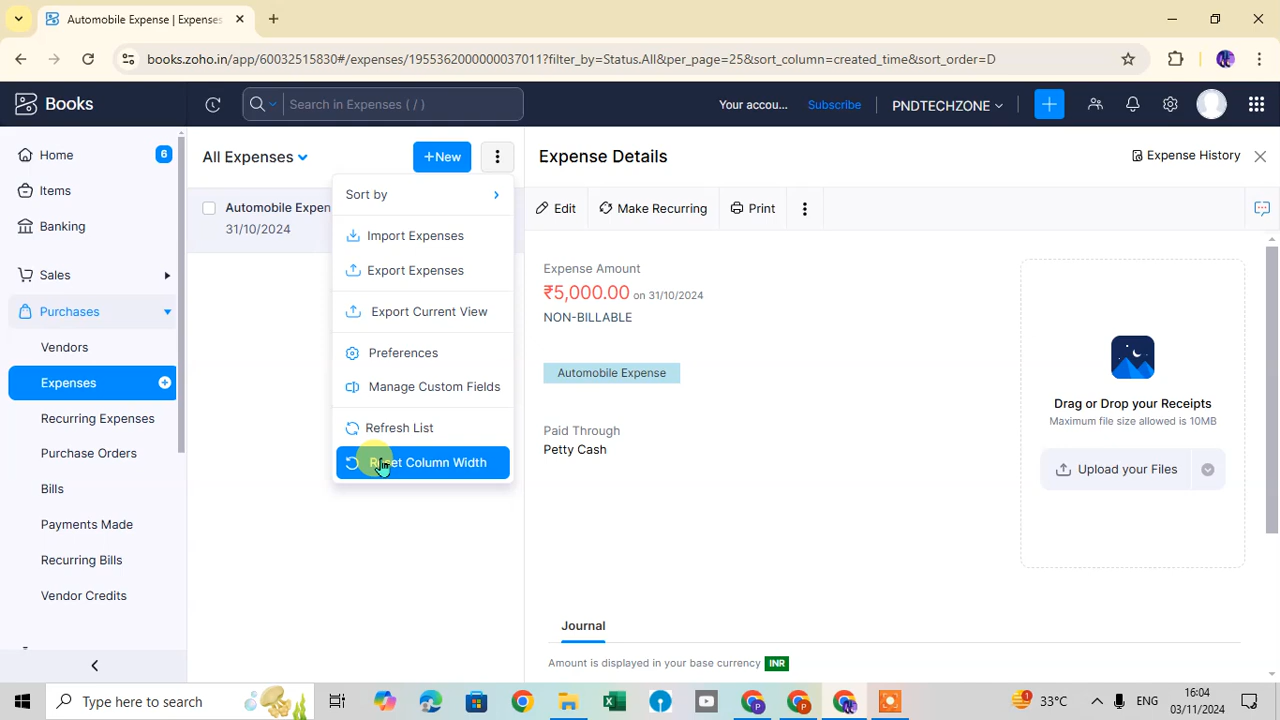 Automobile Expense | Expenses
books.zoho.in/app/60032515830#/expenses/1955362000000037011?filter_by=Status.All&per_page=25&sort_column=created_time&sort_order=D
Books
Search in Expenses ( / )
Your accou...
Subscribe
PNDTECHZONE
Home
6
Items
Banking
Sales
Purchases
Vendors
Expenses
Recurring Expenses
Purchase Orders
Bills
Payments Made
Recurring Bills
Vendor Credits
All Expenses
+New
Automobile Expen
31/10/2024
Sort by
Import Expenses
Export Expenses
Export Current View
Preferences
Manage Custom Fields
Refresh List
Reset Column Width
Expense Details
Expense History
Edit
Make Recurring
Print
Expense Amount
₹5,000.00 on 31/10/2024
NON-BILLABLE
Automobile Expense
Paid Through
Petty Cash
Drag or Drop your Receipts
Maximum file size allowed is 10MB
Upload your Files
Journal
Amount is displayed in your base currency INR
Type here to search
1
33°C
ENG
16:04
03/11/2024